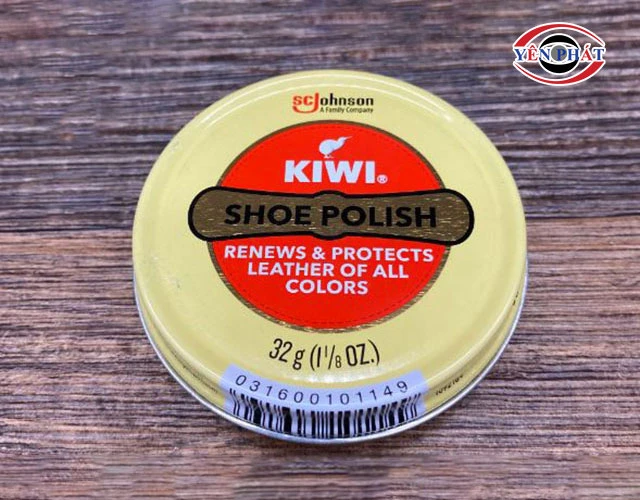 YÊN PHÁT
scJohnson
A Family Company
KIWI®
SHOE POLISH
RENEWS & PROTECTS
LEATHER OF ALL
COLORS
32 g (1 1/8 OZ.)
031600101149